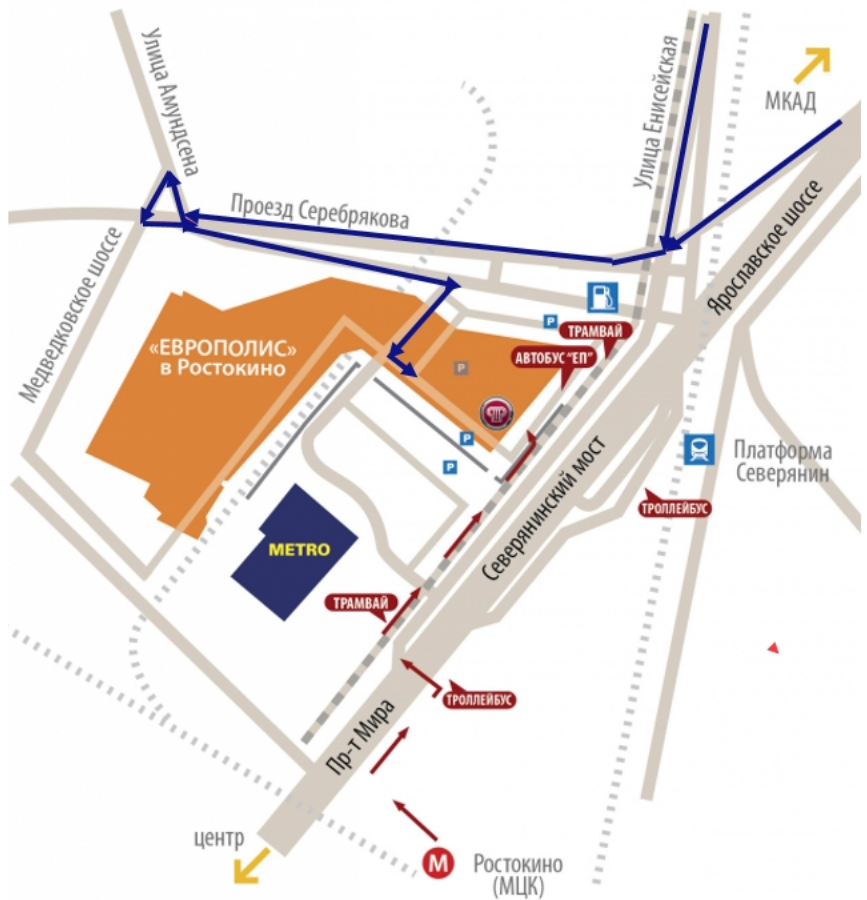 Улица Амундсена
Улица Енисейская
МКАД
Проезд Серебрякова
Ярославское шоссе
Медведковское шоссе
«ЕВРОПОЛИС»
в Ростокино
P
ТРАМВАЙ
АВТОБУС "ЕП"
P
P
P
Платформа
Северянин
Северянинский мост
ТРОЛЛЕЙБУС
METRO
ТРАМВАЙ
ТРОЛЛЕЙБУС
Пр-т Мира
центр
М
Ростокино
(МЦК)